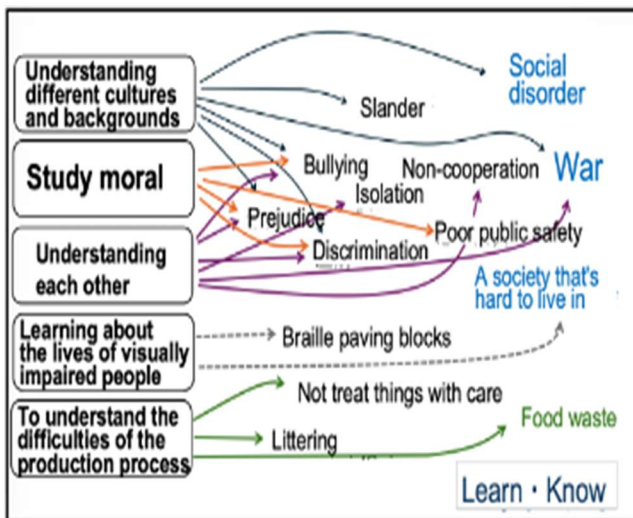 Understanding
different cultures
and backgrounds
Social
disorder
Slander
Study moral
Bullying
Non-cooperation
War
Isolation
Prejudice
Poor public safety
Discrimination
Understanding
each other
A society that's
hard to live in
Learning about
the lives of visually
impaired people
Braille paving blocks
Not treat things with care
To understand the
difficulties of the
production process
Food waste
Littering
Learn・Know